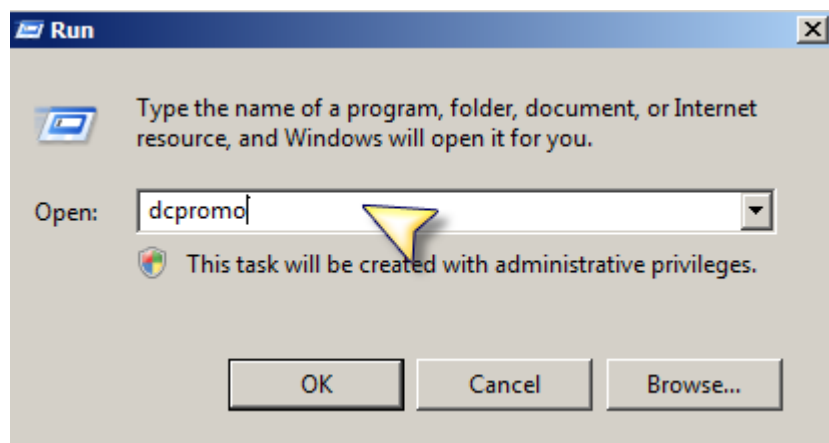 Run
Type the name of a program, folder, document, or Internet
resource, and Windows will open it for you.
Open: dcpromo
This task will be created with administrative privileges.
OK Cancel Browse...